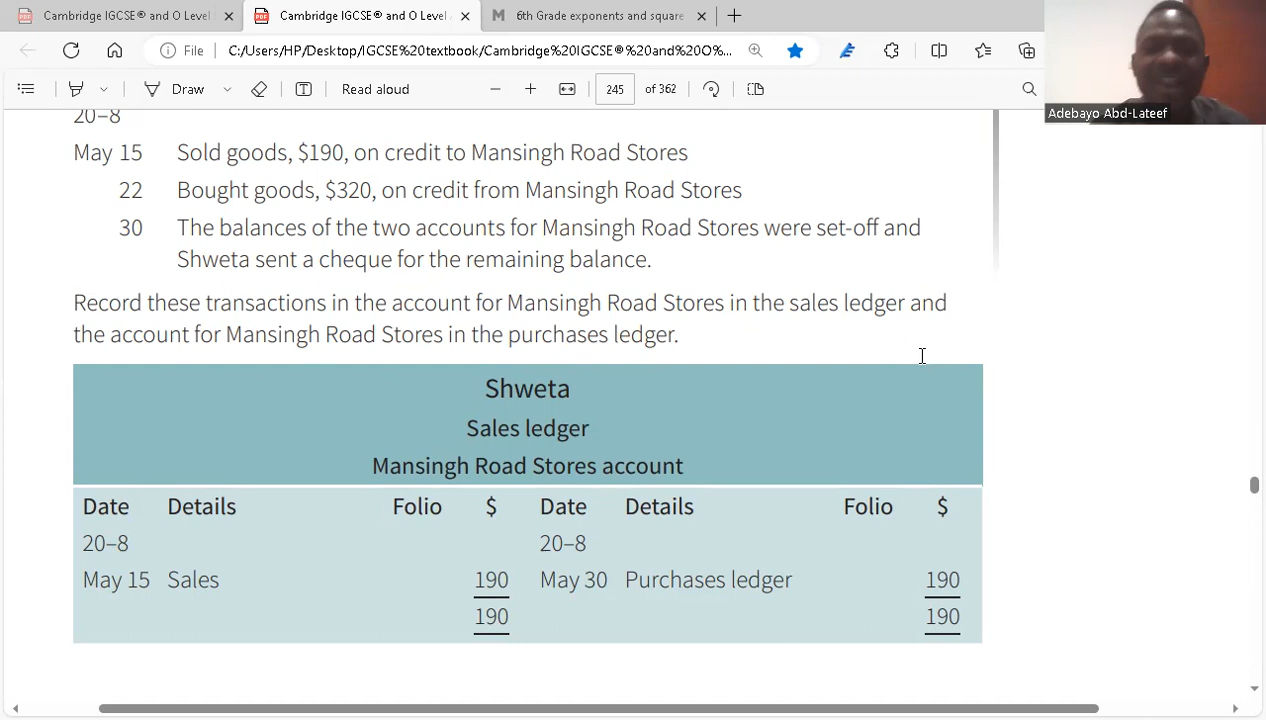 Cambridge IGCSE® and O Level
Cambridge IGCSE® and O Level
6th Grade exponents and square
File
C:/Users/HP/Desktop/IGCSE%20textbook/Cambridge%20IGCSE®%20and%20O%...
Draw
Read aloud
245
of 362
Adebayo Abd-Lateef
20–8
May 15 Sold goods, $190, on credit to Mansingh Road Stores
22 Bought goods, $320, on credit from Mansingh Road Stores
30 The balances of the two accounts for Mansingh Road Stores were set-off and
Shweta sent a cheque for the remaining balance.
Record these transactions in the account for Mansingh Road Stores in the sales ledger and
the account for Mansingh Road Stores in the purchases ledger.
Shweta
Sales ledger
Mansingh Road Stores account
Date Details Folio $ Date Details Folio $
20–8 20–8
May 15 Sales 190 May 30 Purchases ledger 190
190 190